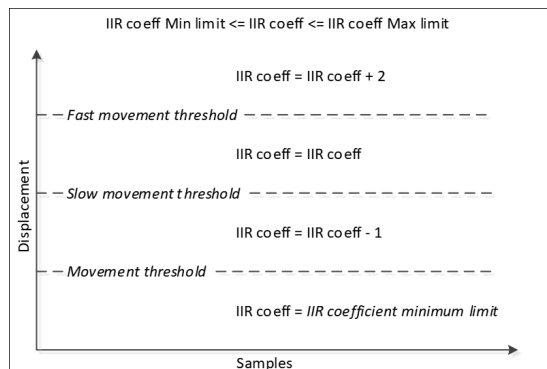 IIR coeff Min limit <= IIR coeff <= IIR coeff Max limit
IIR coeff = IIR coeff + 2
Fast movement threshold
IIR coeff = IIR coeff
Slow movement threshold
IIR coeff = IIR coeff - 1
Movement threshold
IIR coeff = IIR coefficient minimum limit
Displacement
Samples